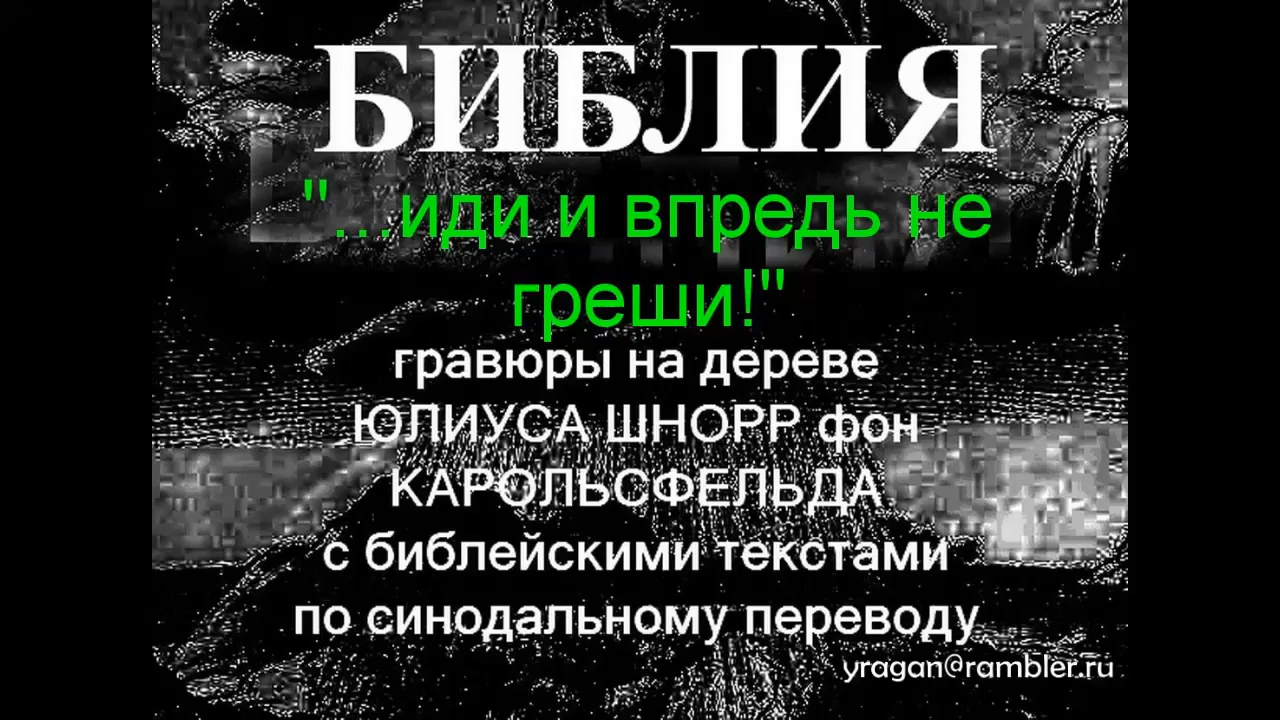 БИБЛИЯ
"...иди и впредь не
греши!"
гравюры на дереве
ЮЛИУСА ШНОРР фон
КАРОЛЬСФЕЛЬДА
с библейскими текстами
по синодальному переводу
yragan@rambler.ru